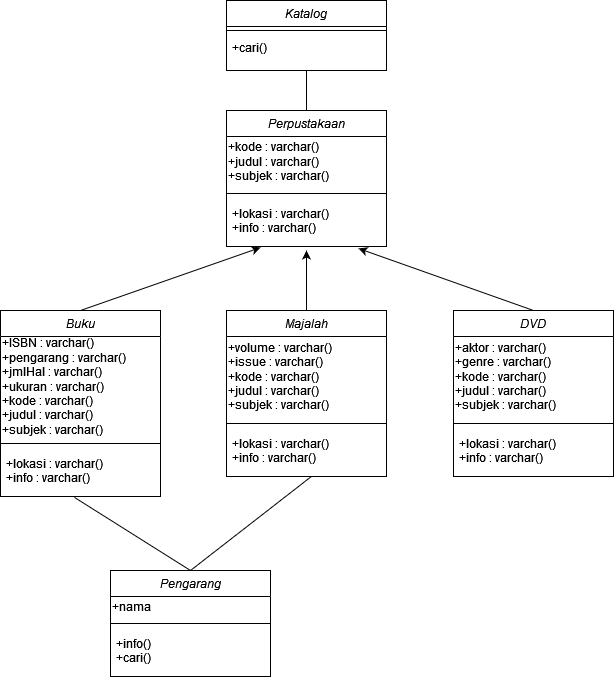 Katalog
+cari()
Perpustakaan
+kode : varchar()
+judul : varchar()
+subjek : varchar()
+lokasi : varchar()
+info : varchar()
Buku
+ISBN : varchar()
+pengarang : varchar()
+jmlHal : varchar()
+ukuran : varchar()
+kode : varchar()
+judul : varchar()
+subjek : varchar()
+lokasi : varchar()
+info : varchar()
Majalah
+volume : varchar()
+issue : varchar()
+kode : varchar()
+judul : varchar()
+subjek : varchar()
+lokasi : varchar()
+info : varchar()
DVD
+aktor : varchar()
+genre : varchar()
+kode : varchar()
+judul : varchar()
+subjek : varchar()
+lokasi : varchar()
+info : varchar()
Pengarang
+nama
+info()
+cari()